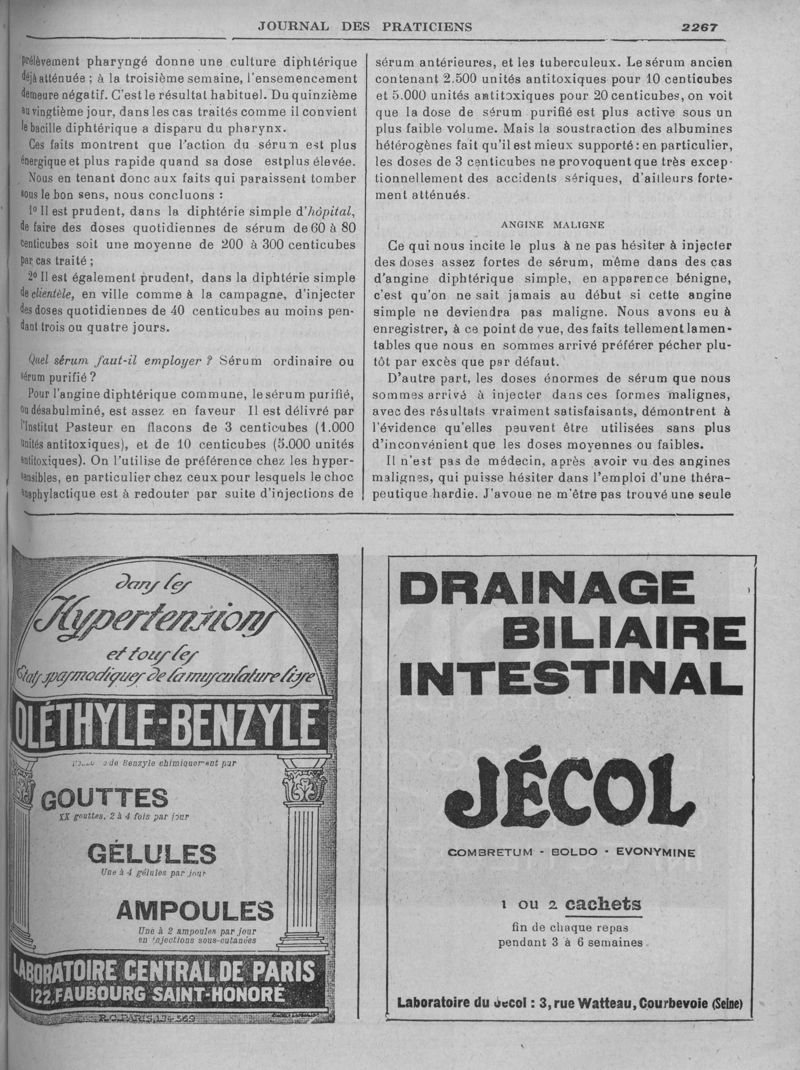 JOURNAL DES PRATICIENS 2267
prélèvement pharyngé donne une culture diphtérique
déjà atténuée ; à la troisième semaine, l'ensemencement
demeure négatif. C'est le résultat habituel. Du quinzième
au vingtième jour, dans les cas traités comme il convient
le bacille diphtérique a disparu du pharynx.
Ces faits montrent que l'action du sérum est plus
énergique et plus rapide quand sa dose est plus élevée.
Nous en tenant donc aux faits qui paraissent tomber
sous le bon sens, nous concluons :
1º Il est prudent, dans la diphtérie simple d'hôpital,
de faire des doses quotidiennes de sérum de 60 à 80
centicubes soit une moyenne de 200 à 300 centicubes
par cas traité ;
2º Il est également prudent, dans la diphtérie simple
de clientèle, en ville comme à la campagne, d'injecter
des doses quotidiennes de 40 centicubes au moins pen-
dant trois ou quatre jours.
Quel sérum faut-il employer ? Sérum ordinaire ou
sérum purifié ?
Pour l'angine diphtérique commune, le sérum purifié,
ou désabulminé, est assez en faveur Il est délivré par
l'Institut Pasteur en flacons de 3 centicubes (1.000
unités antitoxiques), et de 10 centicubes (5.000 unités
antitoxiques). On l'utilise de préférence chez les hyper-
sensibles, en particulier chez ceux pour lesquels le choc
anaphylactique est à redouter par suite d'injections de
sérum antérieures, et les tuberculeux. Le sérum ancien
contenant 2.500 unités antitoxiques pour 10 centicubes
et 5.000 unités antitoxiques pour 20 centicubes, on voit
que la dose de sérum purifié est plus active sous un
plus faible volume. Mais la soustraction des albumines
hétérogènes fait qu'il est mieux supporté : en particulier,
les doses de 3 centicubes ne provoquent que très excep-
tionnellement des accidents sériques, d'ailleurs forte-
ment atténués.
ANGINE MALIGNE
Ce qui nous incite le plus à ne pas hésiter à injecter
des doses assez fortes de sérum, même dans des cas
d'angine diphtérique simple, en apparence bénigne,
c'est qu'on ne sait jamais au début si cette angine
simple ne deviendra pas maligne. Nous avons eu à
enregistrer, à ce point de vue, des faits tellement lamen-
tables que nous en sommes arrivé préférer pécher plu-
tôt par excès que par défaut.
D'autre part, les doses énormes de sérum que nous
sommes arrivé à injecter dans ces formes malignes,
avec des résultats vraiment satisfaisants, démontrent à
l'évidence qu'elles peuvent être utilisées sans plus
d'inconvénient que les doses moyennes ou faibles.
Il n'est pas de médecin, après avoir vu des angines
malignes, qui puisse hésiter dans l'emploi d'une théra-
peutique hardie. J'avoue ne m'être pas trouvé une seule
dans les
Hypertensions
et tous les
Etats spasmodiques de la musculature lisse
OLÉTHYLE-BENZYLE
de Benzyle chimiquement pur
GOUTTES
XX gouttes, 2 à 4 fois par jour
GÉLULES
Une à 4 gélules par jour
AMPOULES
Une à 2 ampoules par jour
en injections sous-cutanées
LABORATOIRE CENTRAL DE PARIS
122, FAUBOURG SAINT-HONORÉ
R.C. PARIS, 134-569
DRAINAGE
BILIAIRE
INTESTINAL
JÉCOL
COMBRETUM - BOLDO - EVONYMINE
1 OU 2 cachets
fin de chaque repas
pendant 3 à 6 semaines
Laboratoire du Jécol : 3, rue Watteau, Courbevoie (Seine)